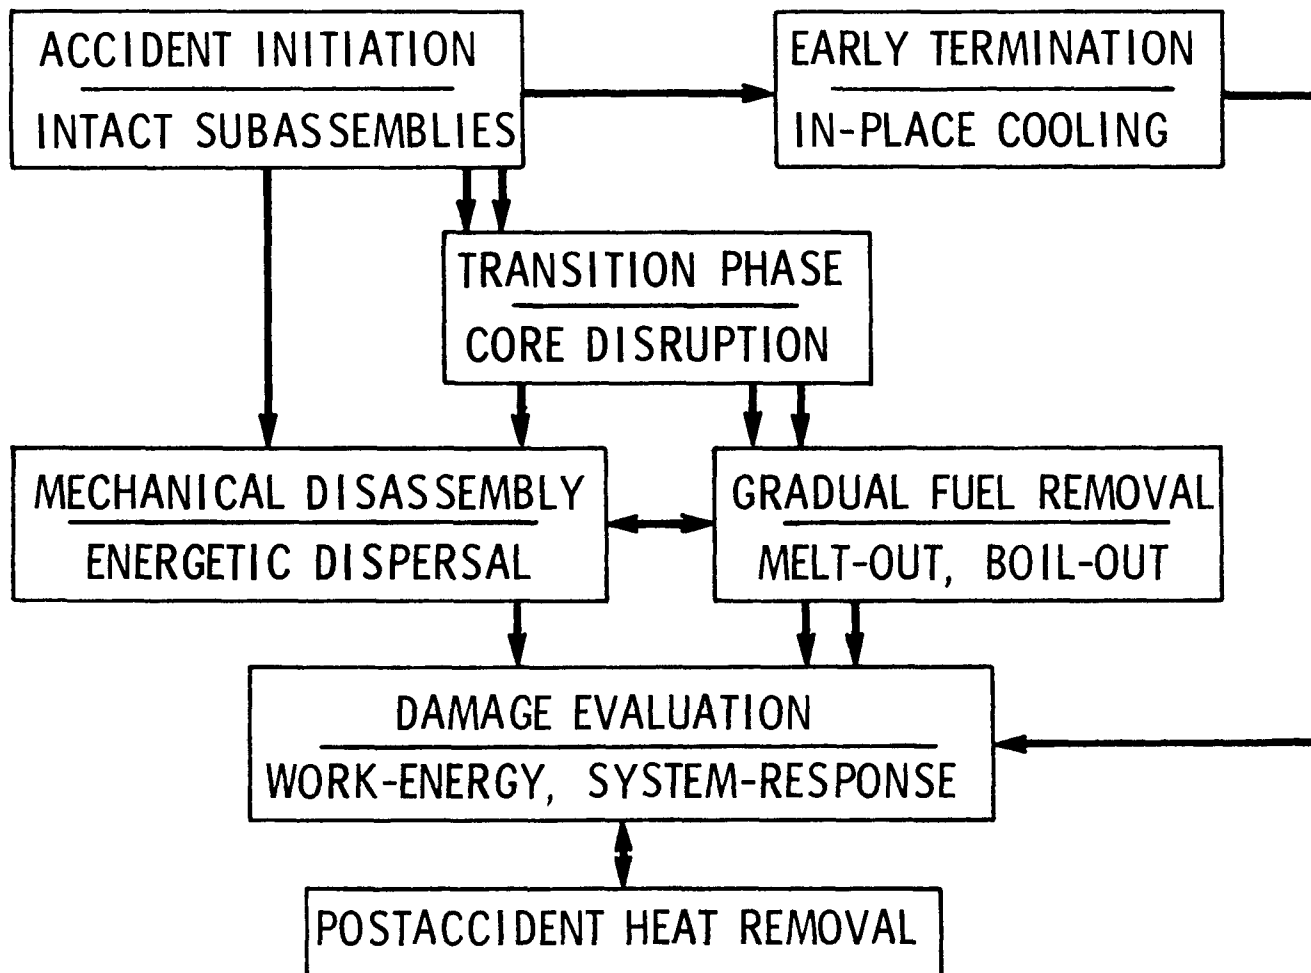 ACCIDENT INITIATION
INTACT SUBASSEMBLIES
EARLY TERMINATION
IN-PLACE COOLING
TRANSITION PHASE
CORE DISRUPTION
MECHANICAL DISASSEMBLY
ENERGETIC DISPERSAL
GRADUAL FUEL REMOVAL
MELT-OUT, BOIL-OUT
DAMAGE EVALUATION
WORK-ENERGY, SYSTEM-RESPONSE
POSTACCIDENT HEAT REMOVAL